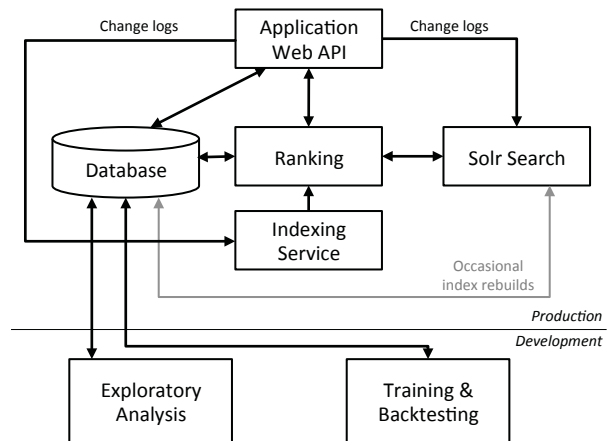 Change logs
Application
Web API
Change logs
Database
Ranking
Solr Search
Indexing
Service
Occasional
index rebuilds
Production
Development
Exploratory
Analysis
Training &
Backtesting